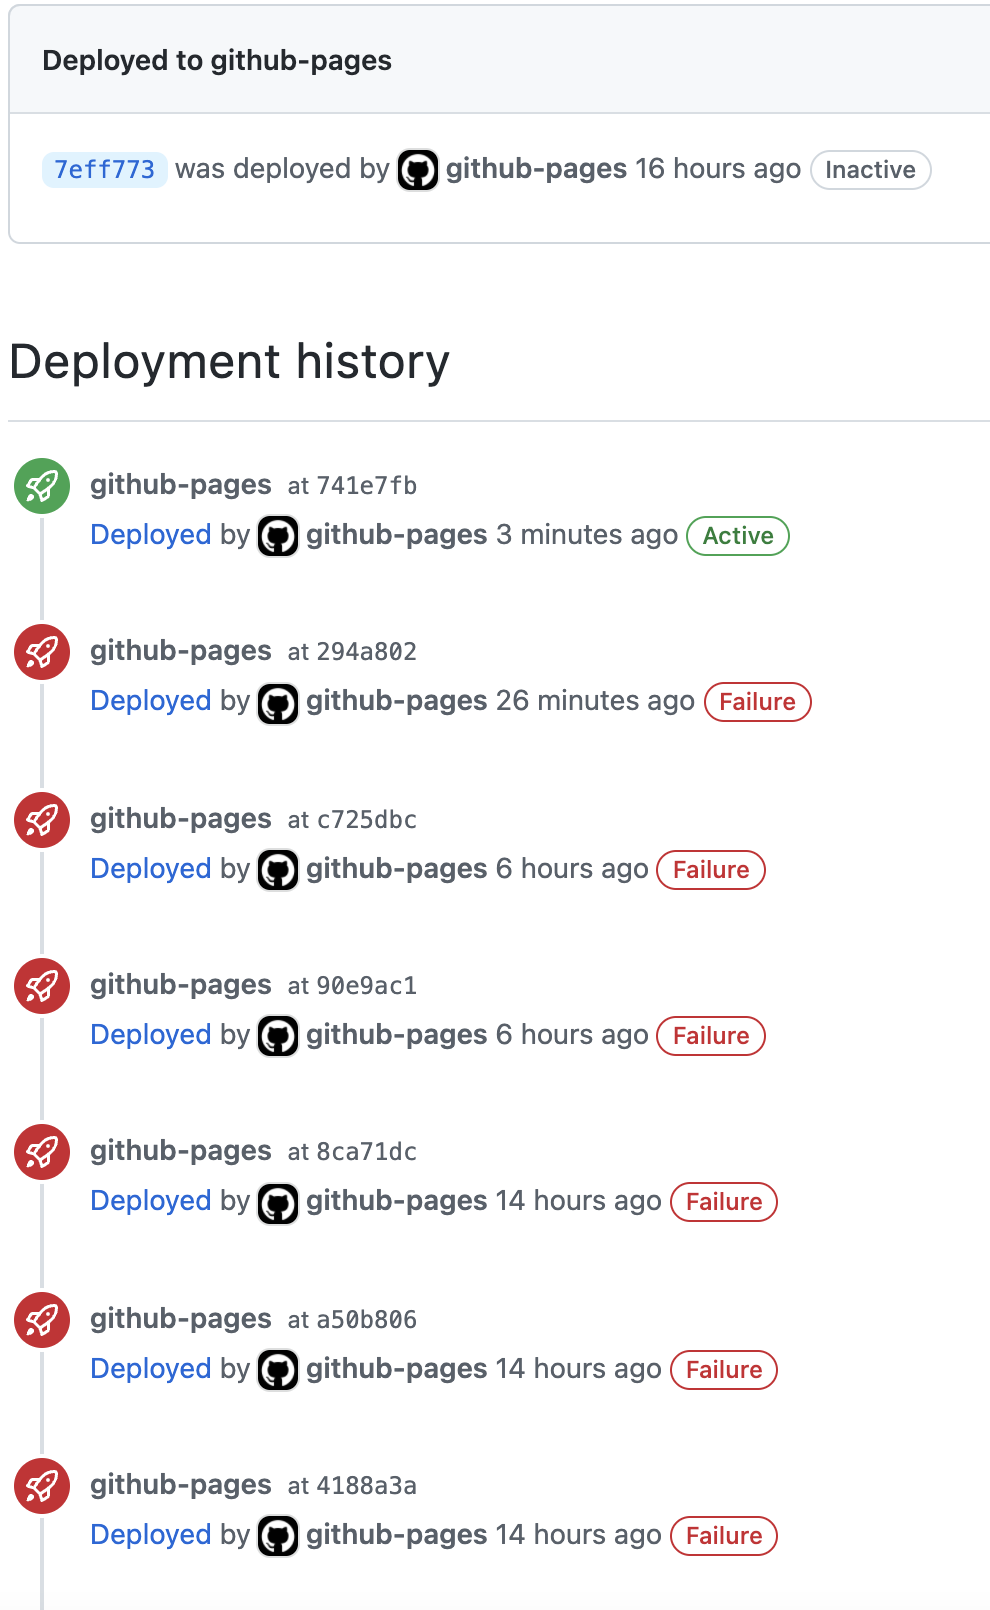 Deployed to github-pages
7eff773 was deployed by github-pages 16 hours ago Inactive
Deployment history
github-pages at 741e7fb
Deployed by github-pages 3 minutes ago Active
github-pages at 294a802
Deployed by github-pages 26 minutes ago Failure
github-pages at c725dbc
Deployed by github-pages 6 hours ago Failure
github-pages at 90e9ac1
Deployed by github-pages 6 hours ago Failure
github-pages at 8ca71dc
Deployed by github-pages 14 hours ago Failure
github-pages at a50b806
Deployed by github-pages 14 hours ago Failure
github-pages at 4188a3a
Deployed by github-pages 14 hours ago Failure